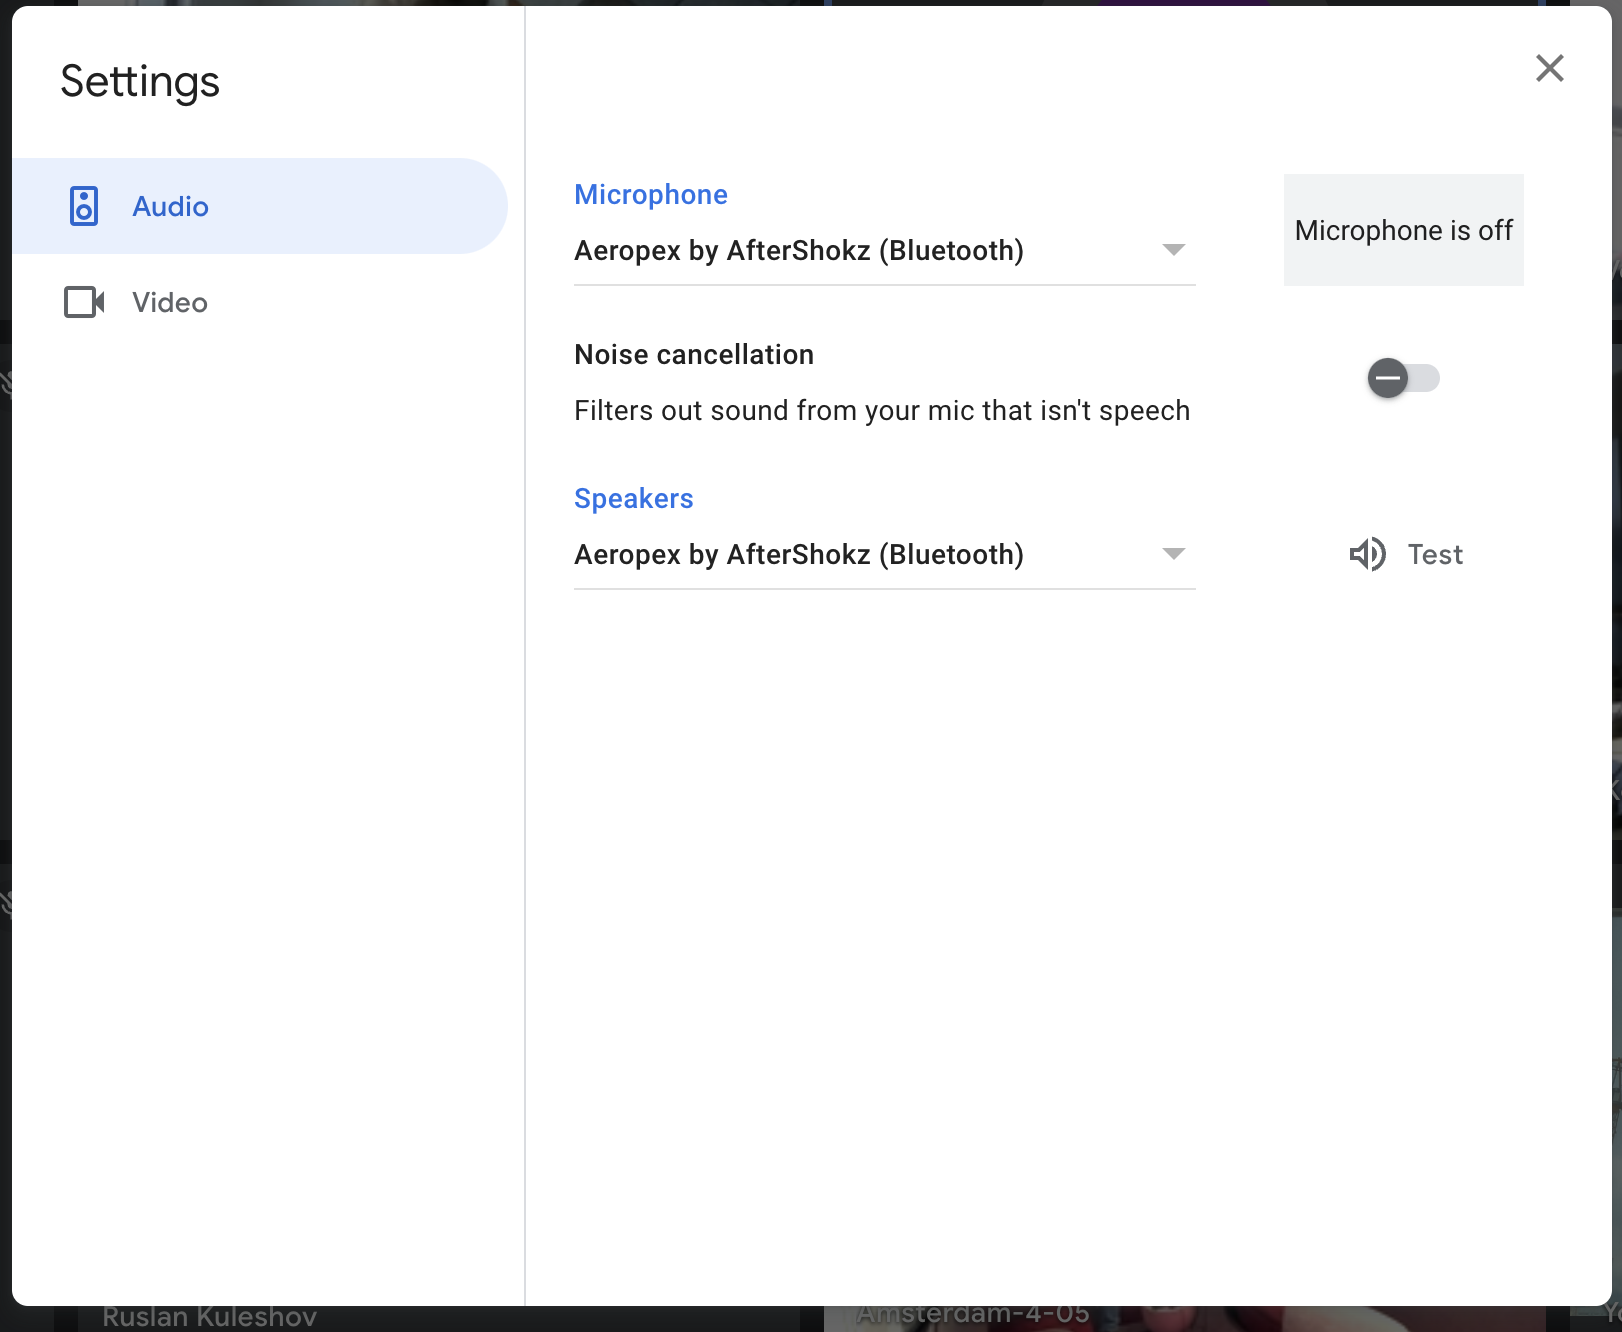 Settings
Audio
Video
Microphone
Aeropex by AfterShokz (Bluetooth)
Microphone is off
Noise cancellation
Filters out sound from your mic that isn't speech
Speakers
Aeropex by AfterShokz (Bluetooth)
Test
Ruslan Kuleshov
Amsterdam-4-05